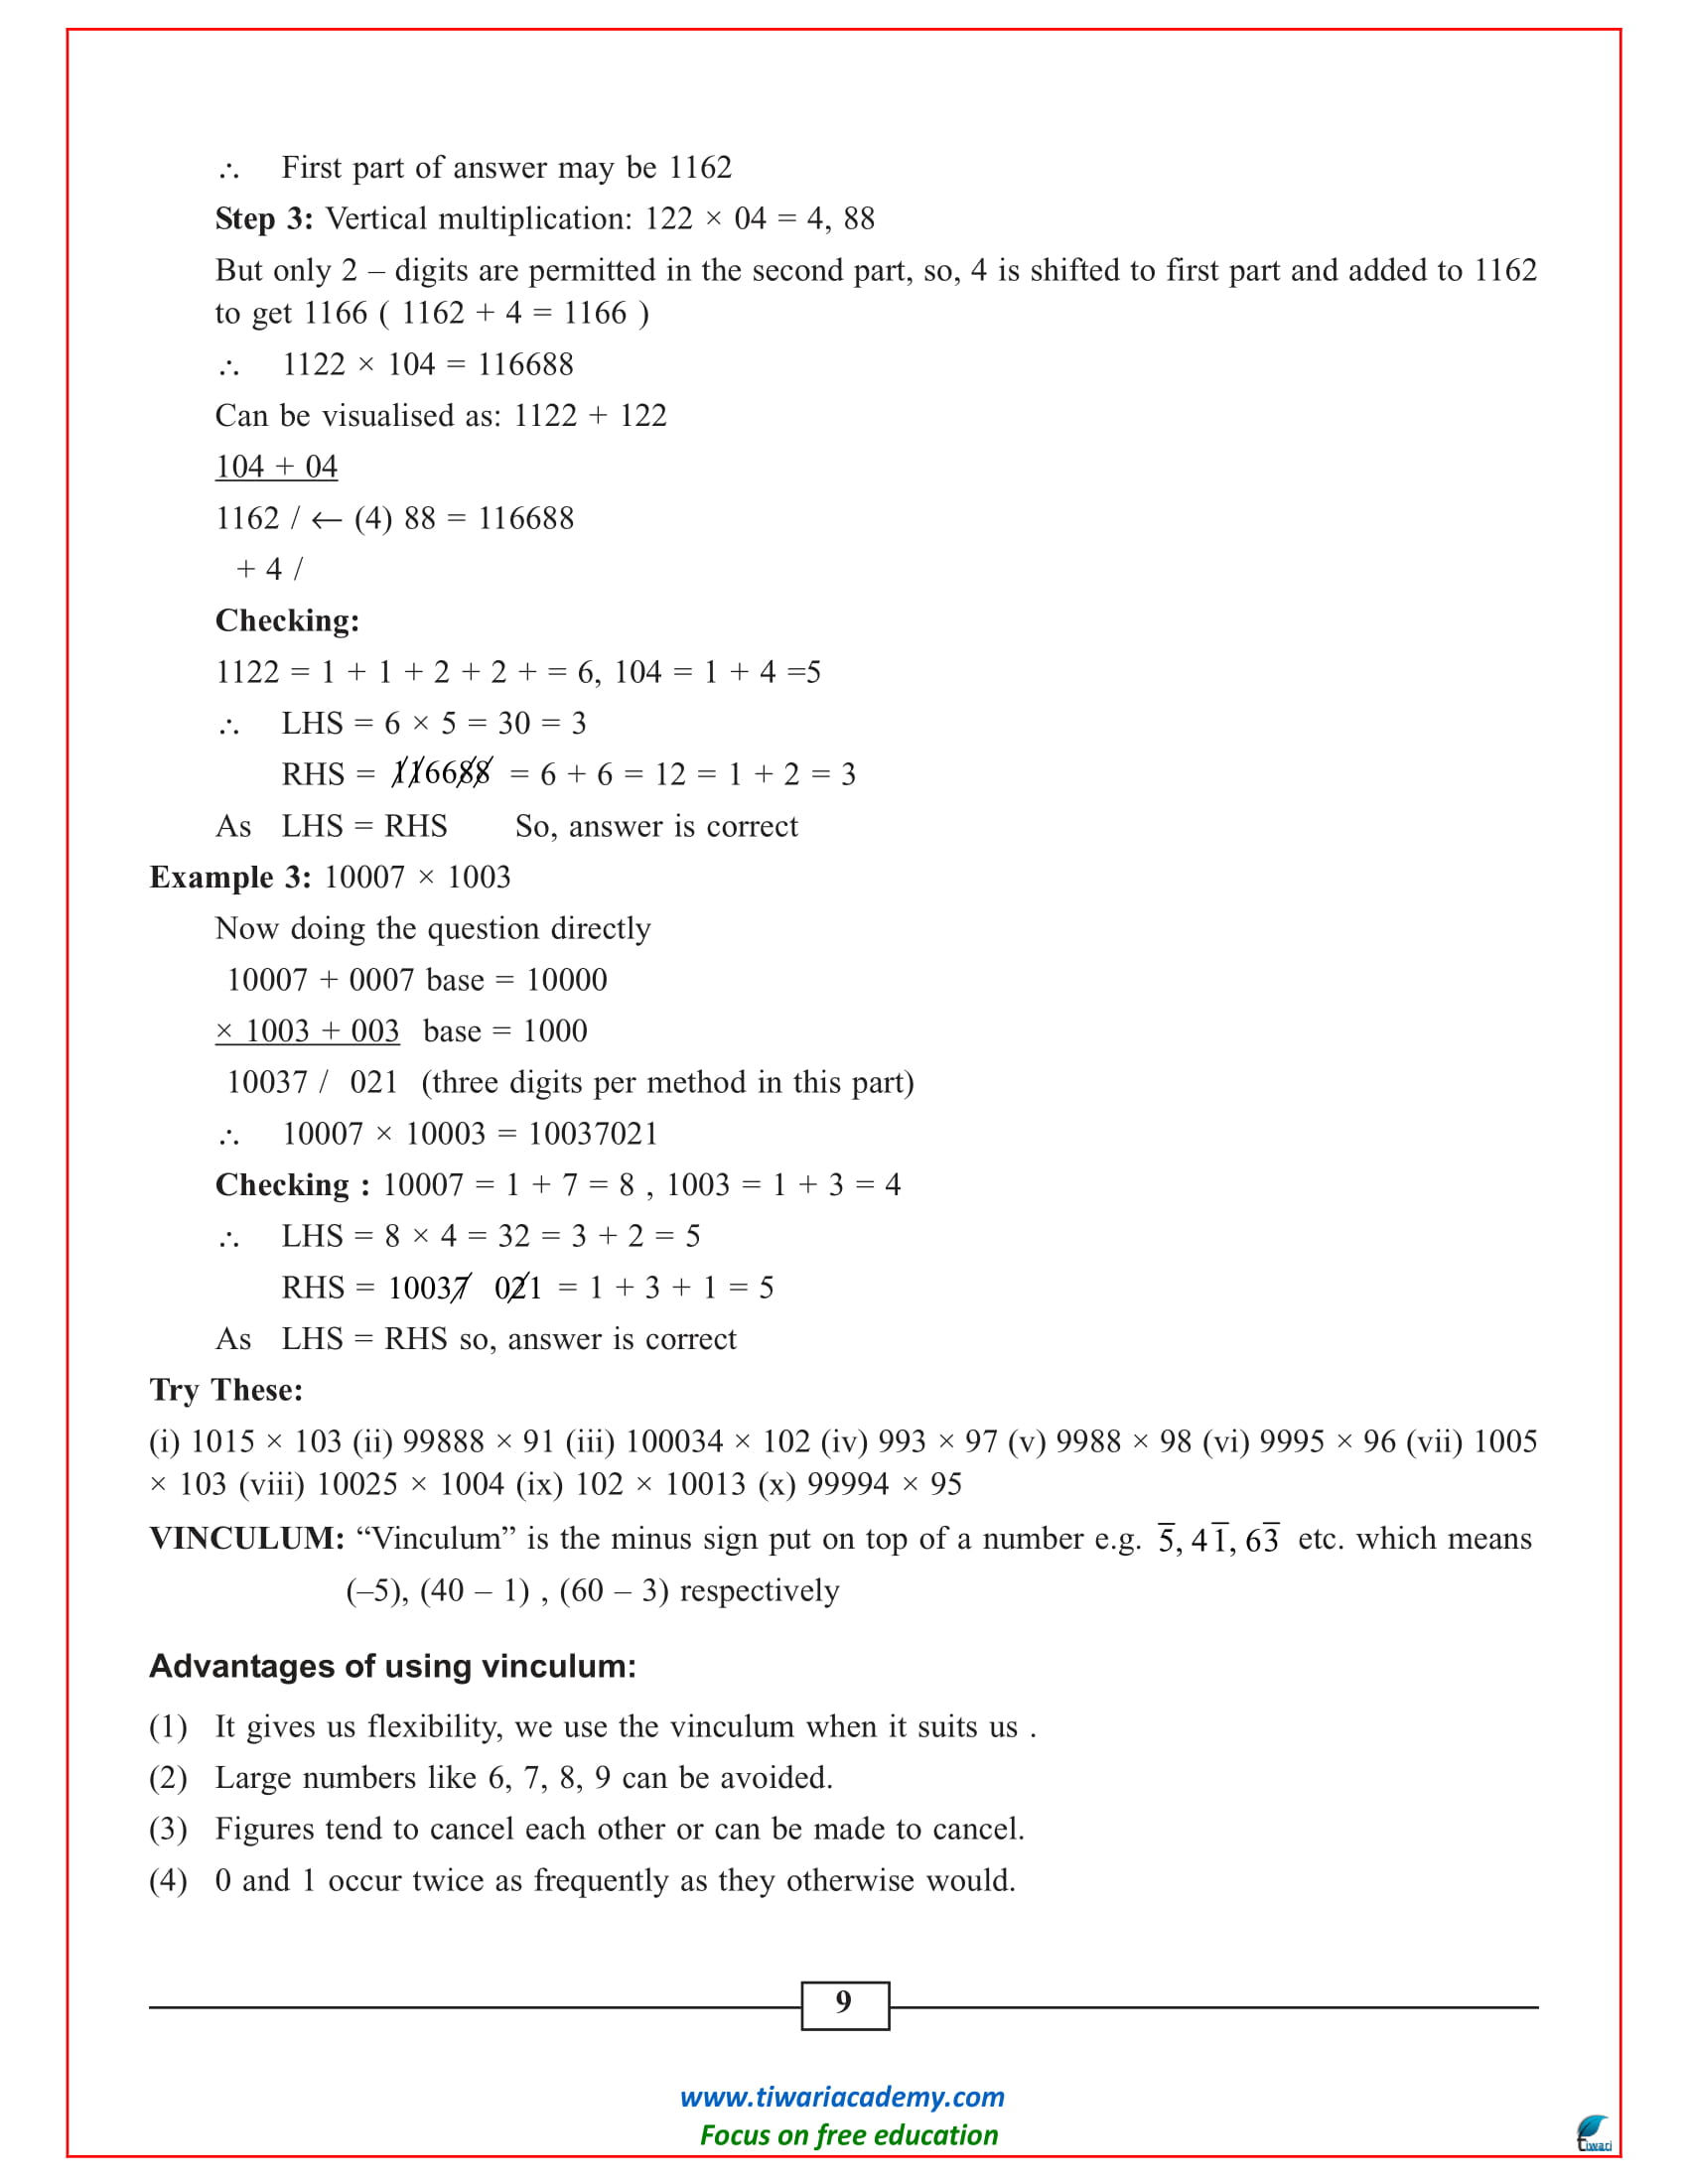 ∴ First part of answer may be 1162
Step 3: Vertical multiplication: 122 × 04 = 4, 88
But only 2 – digits are permitted in the second part, so, 4 is shifted to first part and added to 1162
to get 1166 ( 1162 + 4 = 1166 )
∴ 1122 × 104 = 116688
Can be visualised as: 1122 + 122
104 + 04
1162 / ← (4) 88 = 116688
+ 4 /
Checking:
1122 = 1 + 1 + 2 + 2 + = 6, 104 = 1 + 4 =5
∴ LHS = 6 × 5 = 30 = 3
RHS = 116688 = 6 + 6 = 12 = 1 + 2 = 3
As LHS = RHS So, answer is correct
Example 3: 10007 × 1003
Now doing the question directly
10007 + 0007 base = 10000
× 1003 + 003 base = 1000
10037 / 021 (three digits per method in this part)
∴ 10007 × 10003 = 10037021
Checking : 10007 = 1 + 7 = 8 , 1003 = 1 + 3 = 4
∴ LHS = 8 × 4 = 32 = 3 + 2 = 5
RHS = 10037 021 = 1 + 3 + 1 = 5
As LHS = RHS so, answer is correct
Try These:
(i) 1015 × 103 (ii) 99888 × 91 (iii) 100034 × 102 (iv) 993 × 97 (v) 9988 × 98 (vi) 9995 × 96 (vii) 1005
× 103 (viii) 10025 × 1004 (ix) 102 × 10013 (x) 99994 × 95
VINCULUM: “Vinculum” is the minus sign put on top of a number e.g. 5̅, 41̅, 63̅ etc. which means
(–5), (40 – 1) , (60 – 3) respectively
Advantages of using vinculum:
(1) It gives us flexibility, we use the vinculum when it suits us .
(2) Large numbers like 6, 7, 8, 9 can be avoided.
(3) Figures tend to cancel each other or can be made to cancel.
(4) 0 and 1 occur twice as frequently as they otherwise would.
9
www.tiwariacademy.com
Focus on free education
Tiwari